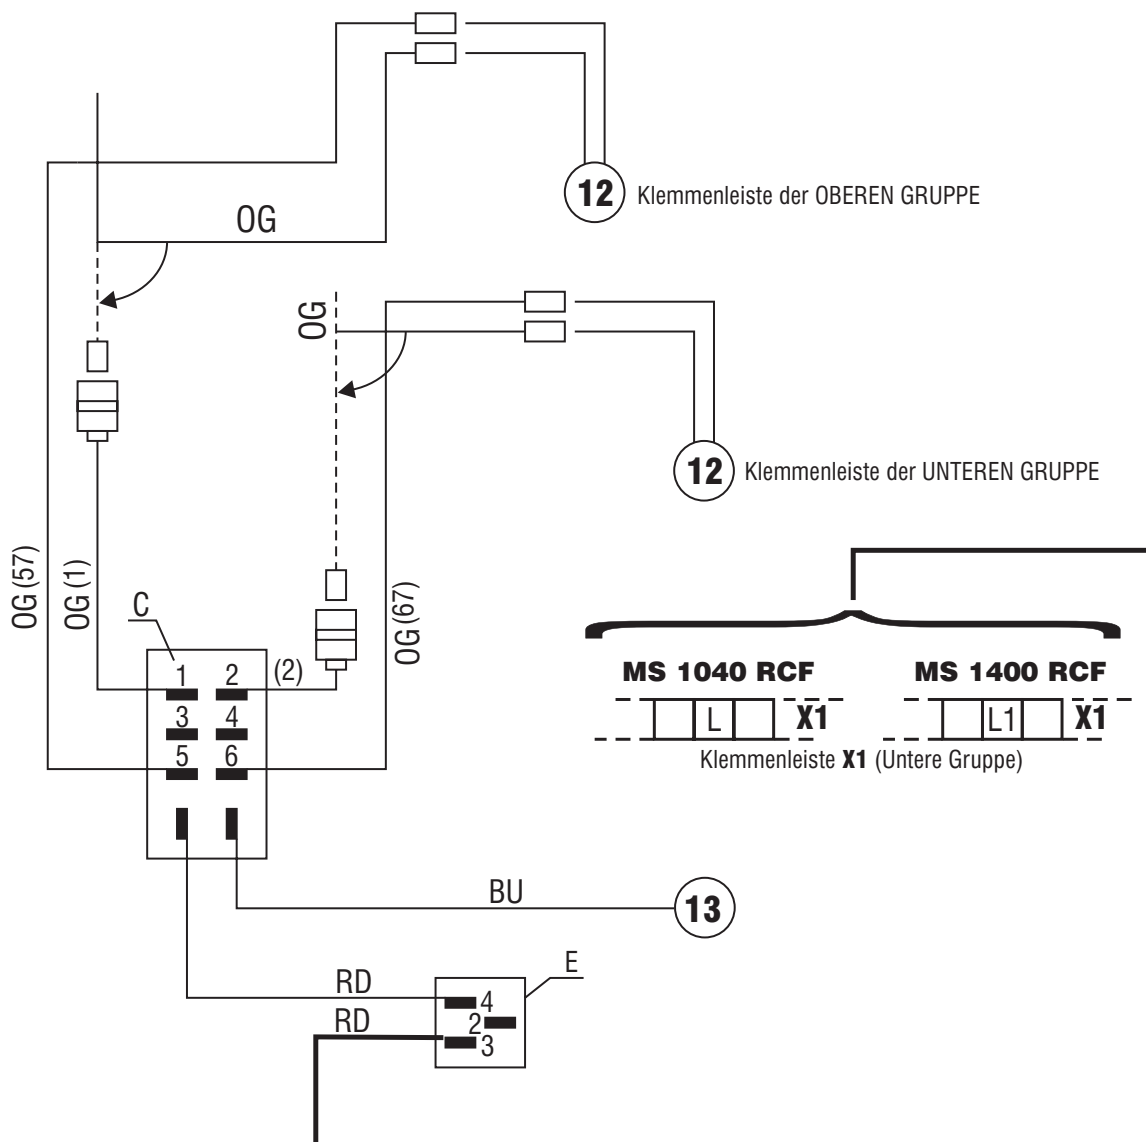 12 Klemmenleiste der OBEREN GRUPPE
OG
OG
12 Klemmenleiste der UNTEREN GRUPPE
OG (57)
OG (1)
OG (67)
C
1 2 (2)
3 4
5 6
MS 1040 RCF
MS 1400 RCF
L X1
L1 X1
Klemmenleiste X1 (Untere Gruppe)
BU
13
E
RD
4
RD
2
3